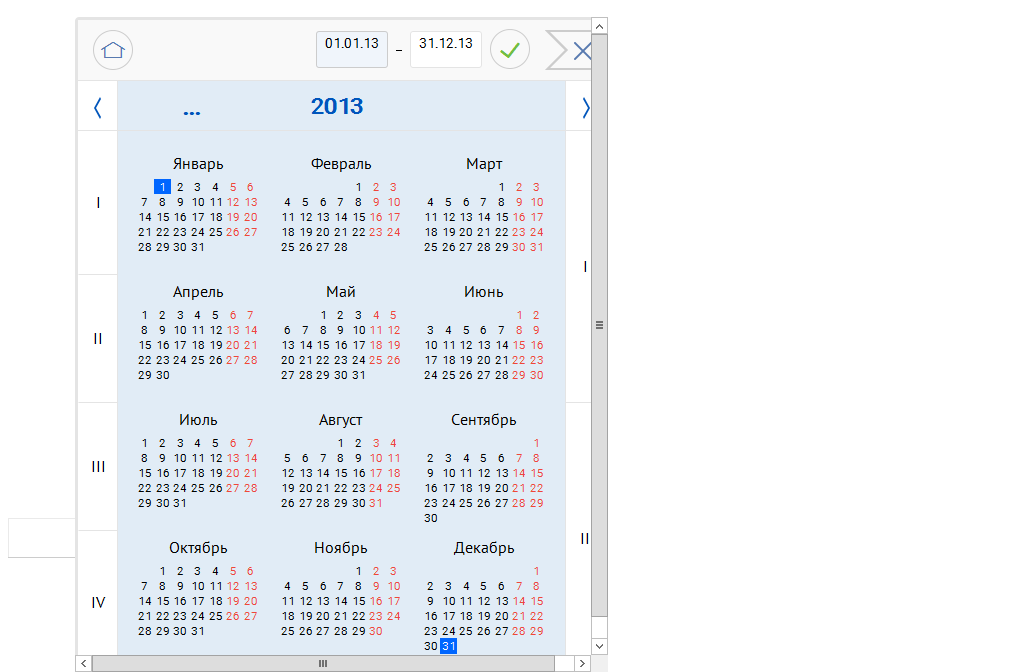 01.01.13 – 31.12.13
... 2013
Январь Февраль Март
1 2 3 4 5 6 1 2 3 1 2 3
7 8 9 10 11 12 13 4 5 6 7 8 9 10 4 5 6 7 8 9 10
I 14 15 16 17 18 19 20 11 12 13 14 15 16 17 11 12 13 14 15 16 17
21 22 23 24 25 26 27 18 19 20 21 22 23 24 18 19 20 21 22 23 24
28 29 30 31 25 26 27 28 25 26 27 28 29 30 31
I
Апрель Май Июнь
1 2 3 4 5 6 7 1 2 3 4 5 1 2
8 9 10 11 12 13 14 6 7 8 9 10 11 12 3 4 5 6 7 8 9
II 15 16 17 18 19 20 21 13 14 15 16 17 18 19 10 11 12 13 14 15 16
22 23 24 25 26 27 28 20 21 22 23 24 25 26 17 18 19 20 21 22 23
29 30 27 28 29 30 31 24 25 26 27 28 29 30
Июль Август Сентябрь
1 2 3 4 5 6 7 1 2 3 4 1
8 9 10 11 12 13 14 5 6 7 8 9 10 11 2 3 4 5 6 7 8
III 15 16 17 18 19 20 21 12 13 14 15 16 17 18 9 10 11 12 13 14 15
22 23 24 25 26 27 28 19 20 21 22 23 24 25 16 17 18 19 20 21 22
29 30 31 26 27 28 29 30 31 23 24 25 26 27 28 29
30
II
Октябрь Ноябрь Декабрь
1 2 3 4 5 6 1 2 3 1
7 8 9 10 11 12 13 4 5 6 7 8 9 10 2 3 4 5 6 7 8
IV 14 15 16 17 18 19 20 11 12 13 14 15 16 17 9 10 11 12 13 14 15
21 22 23 24 25 26 27 18 19 20 21 22 23 24 16 17 18 19 20 21 22
28 29 30 31 25 26 27 28 29 30 23 24 25 26 27 28 29
30 31